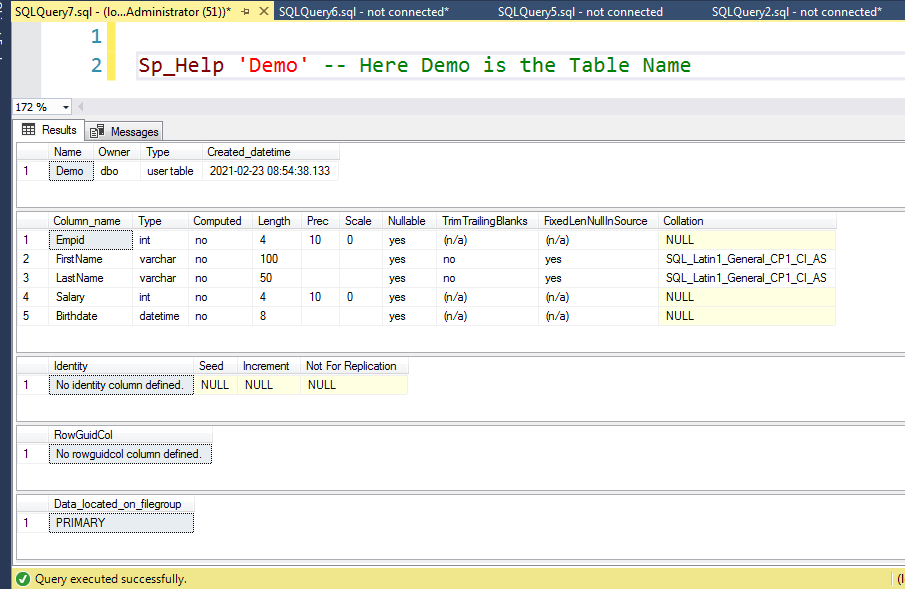 SQLQuery7.sql - (lo...Administrator (51))* SQLQuery6.sql - not connected* SQLQuery5.sql - not connected SQLQuery2.sql - not connected*
1
2 Sp_Help 'Demo' -- Here Demo is the Table Name
172 %
Results Messages
Name Owner Type Created_datetime
1 Demo dbo user table 2021-02-23 08:54:38.133
Column_name Type Computed Length Prec Scale Nullable TrimTrailingBlanks FixedLenNullInSource Collation
1 Empid int no 4 10 0 yes (n/a) (n/a) NULL
2 FirstName varchar no 100 yes no yes SQL_Latin1_General_CP1_CI_AS
3 LastName varchar no 50 yes no yes SQL_Latin1_General_CP1_CI_AS
4 Salary int no 4 10 0 yes (n/a) (n/a) NULL
5 Birthdate datetime no 8 yes (n/a) (n/a) NULL
Identity Seed Increment Not For Replication
1 No identity column defined. NULL NULL NULL
RowGuidCol
1 No rowguidcol column defined.
Data_located_on_filegroup
1 PRIMARY
Query executed successfully.